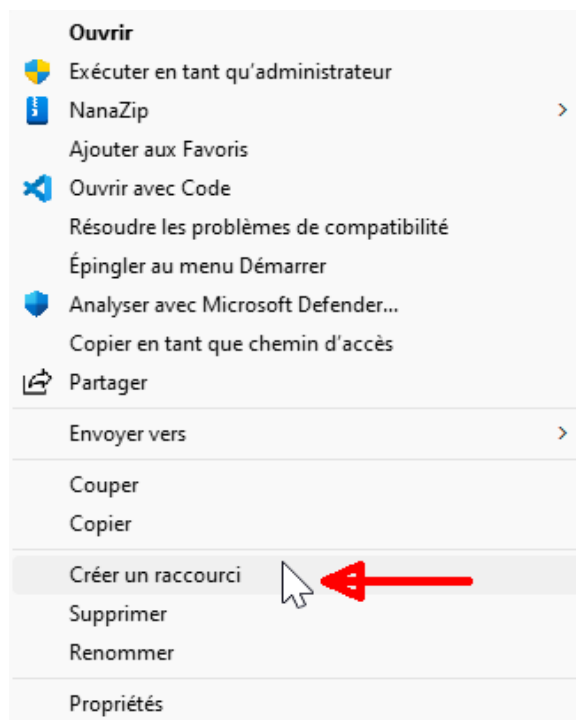 Ouvrir
Exécuter en tant qu'administrateur
NanaZip
Ajouter aux Favoris
Ouvrir avec Code
Résoudre les problèmes de compatibilité
Épingler au menu Démarrer
Analyser avec Microsoft Defender...
Copier en tant que chemin d'accès
Partager
Envoyer vers
Couper
Copier
Créer un raccourci
Supprimer
Renommer
Propriétés